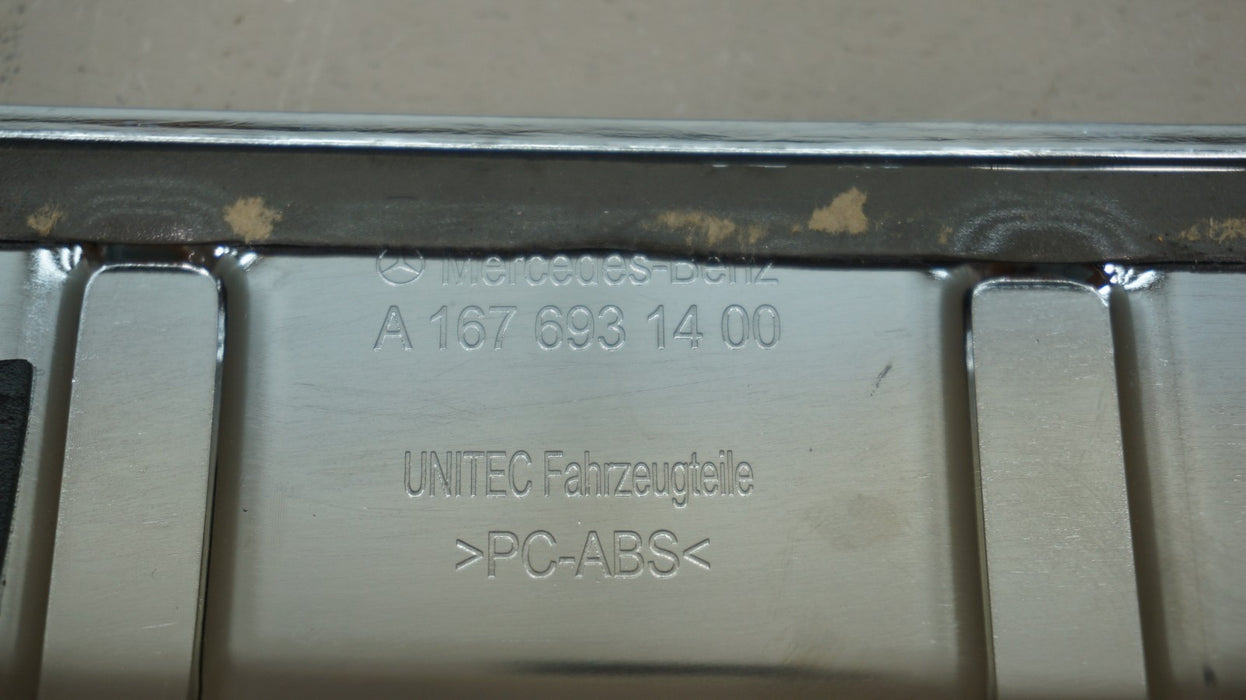 Mercedes-Benz
A 167 693 14 00
UNITEC Fahrzeugteile
>PC-ABS<